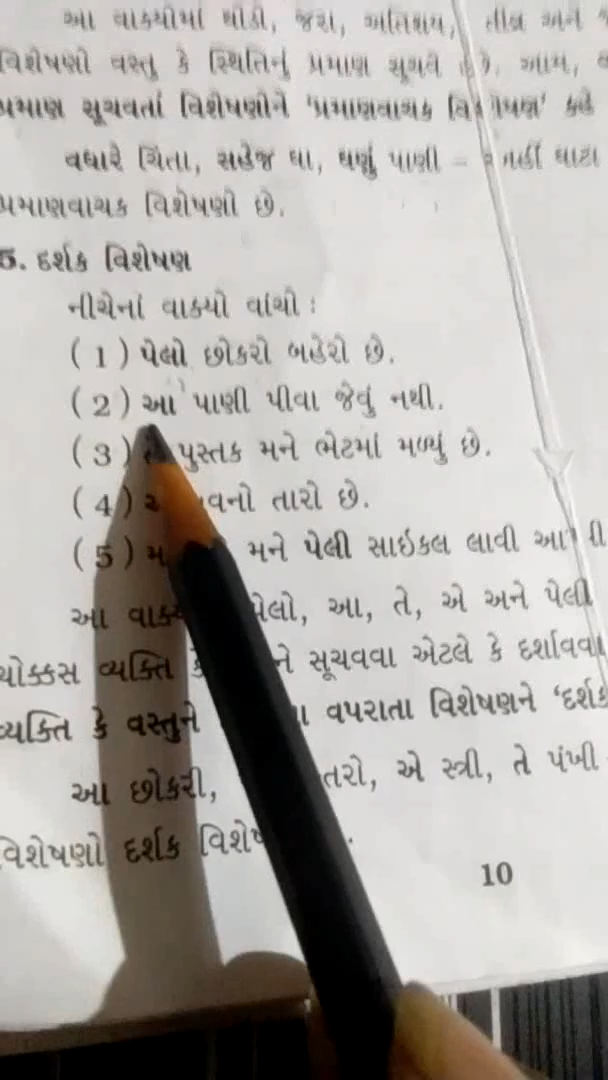 આ વાક્યોમાં થોડી, જરા, અતિશય, તીવ્ર અને
વિશેષણો વસ્તુ કે સ્થિતિનું પ્રમાણ સૂચવે છે. આમ,
પ્રમાણ સૂચવતાં વિશેષણોને 'પ્રમાણવાચક વિશેષણ' કહે
વધારે ચિંતા, સહેજ ઘા, ઘણું પાણી – ઘાટા
પ્રમાણવાચક વિશેષણો છે.
5. દર્શક વિશેષણ
નીચેનાં વાક્યો વાંચો :
(1) પેલો છોકરો બહેરો છે.
(2) આ પાણી પીવા જેવું નથી.
(3) પુસ્તક મને ભેટમાં મળ્યું છે.
(4) તારો છે.
(5) મને પેલી સાઇકલ લાવી
આ પેલો, આ, તે, એ અને પેલી
ચોક્કસ વ્યક્તિ સૂચવવા એટલે કે દર્શાવવા
વ્યક્તિ કે વસ્તુને વપરાતા વિશેષણને 'દર્શક
આ છોકરી, એ સ્ત્રી, તે પંખી
વિશેષણો દર્શક
10